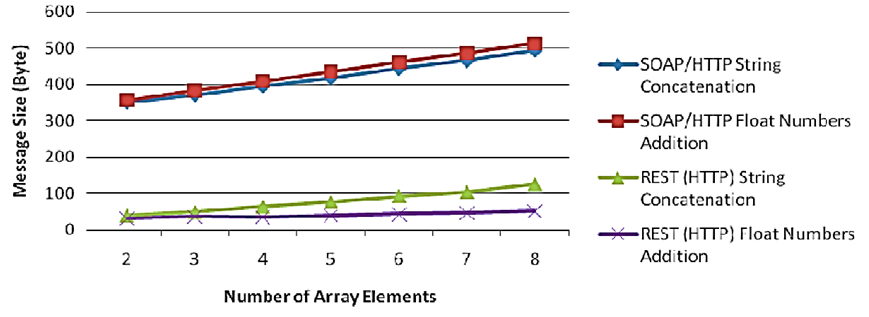 600
500
400
300
200
100
0
Message Size (Byte)
2 3 4 5 6 7 8
Number of Array Elements
SOAP/HTTP String
Concatenation
SOAP/HTTP Float Numbers
Addition
REST (HTTP) String
Concatenation
REST (HTTP) Float Numbers
Addition